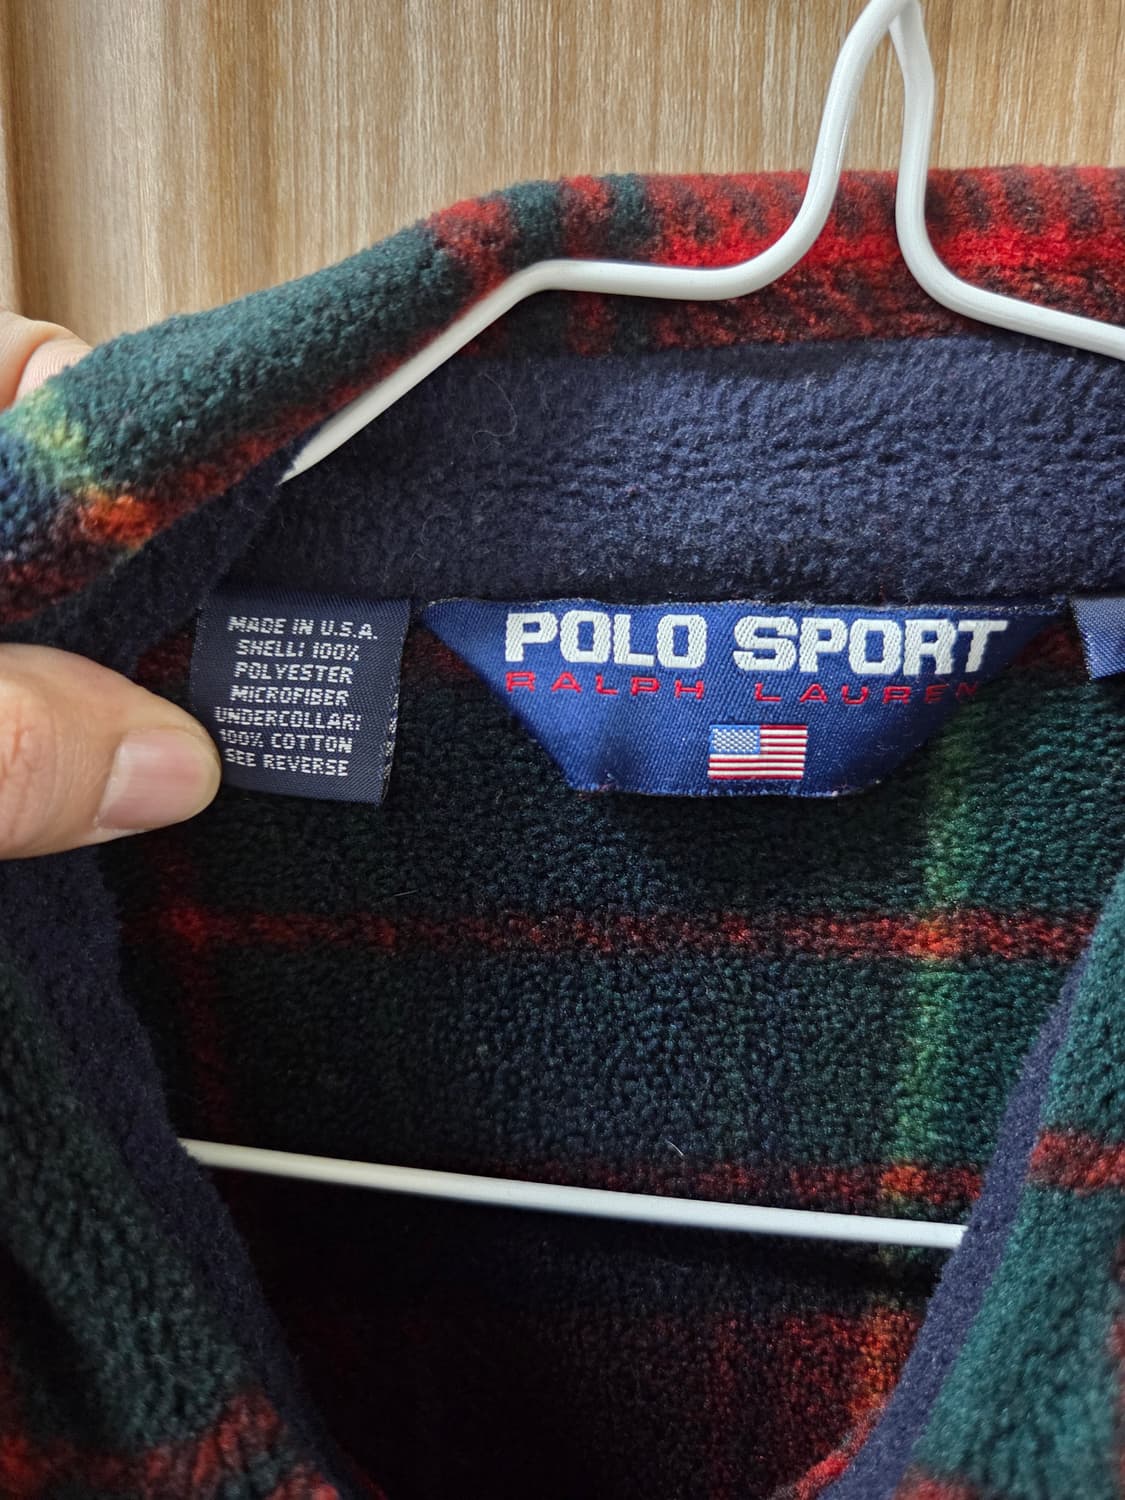 MADE IN U.S.A.
SHELL: 100%
POLYESTER
MICROFIBER
UNDERCOLLAR:
100% COTTON
SEE REVERSE
POLO SPORT
RALPH LAUREN